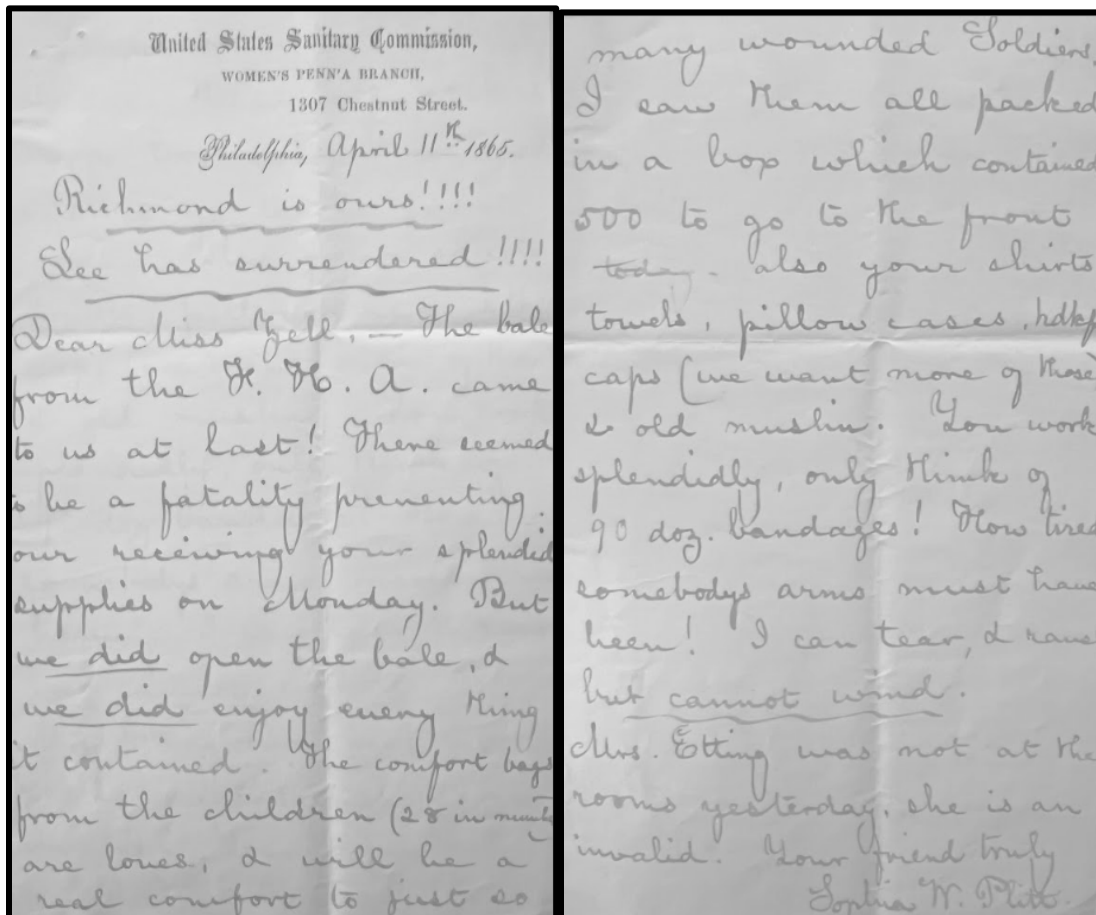 United States Sanitary Commission,
WOMEN'S PENN'A BRANCH,
1307 Chestnut Street.
Philadelphia, April 11th 1865.
Richmond is ours!!!!
Lee has surrendered!!!!
Dear Miss Zell, — The bale
from the H. H. A. came
to us at last! There seemed
to be a fatality preventing
our receiving your splendid
supplies on Monday. But
we did open the bale, &
we did enjoy every thing
it contained. The comfort bags
from the children (28 in
are loves, & will be a
real comfort to just so
many wounded Soldiers.
I saw them all packed
in a box which contained
500 to go to the front
today. also your shirts
towels, pillow cases, hdkfs
caps (we want more of those)
& old muslin. You work
splendidly, only think of
90 doz. bandages! How tired
somebodys arms must have
been! I can tear, &
but cannot wind.
Mrs. Etting was not at the
rooms yesterday, she is an
invalid. Your friend truly
Sophia W. Plitt.